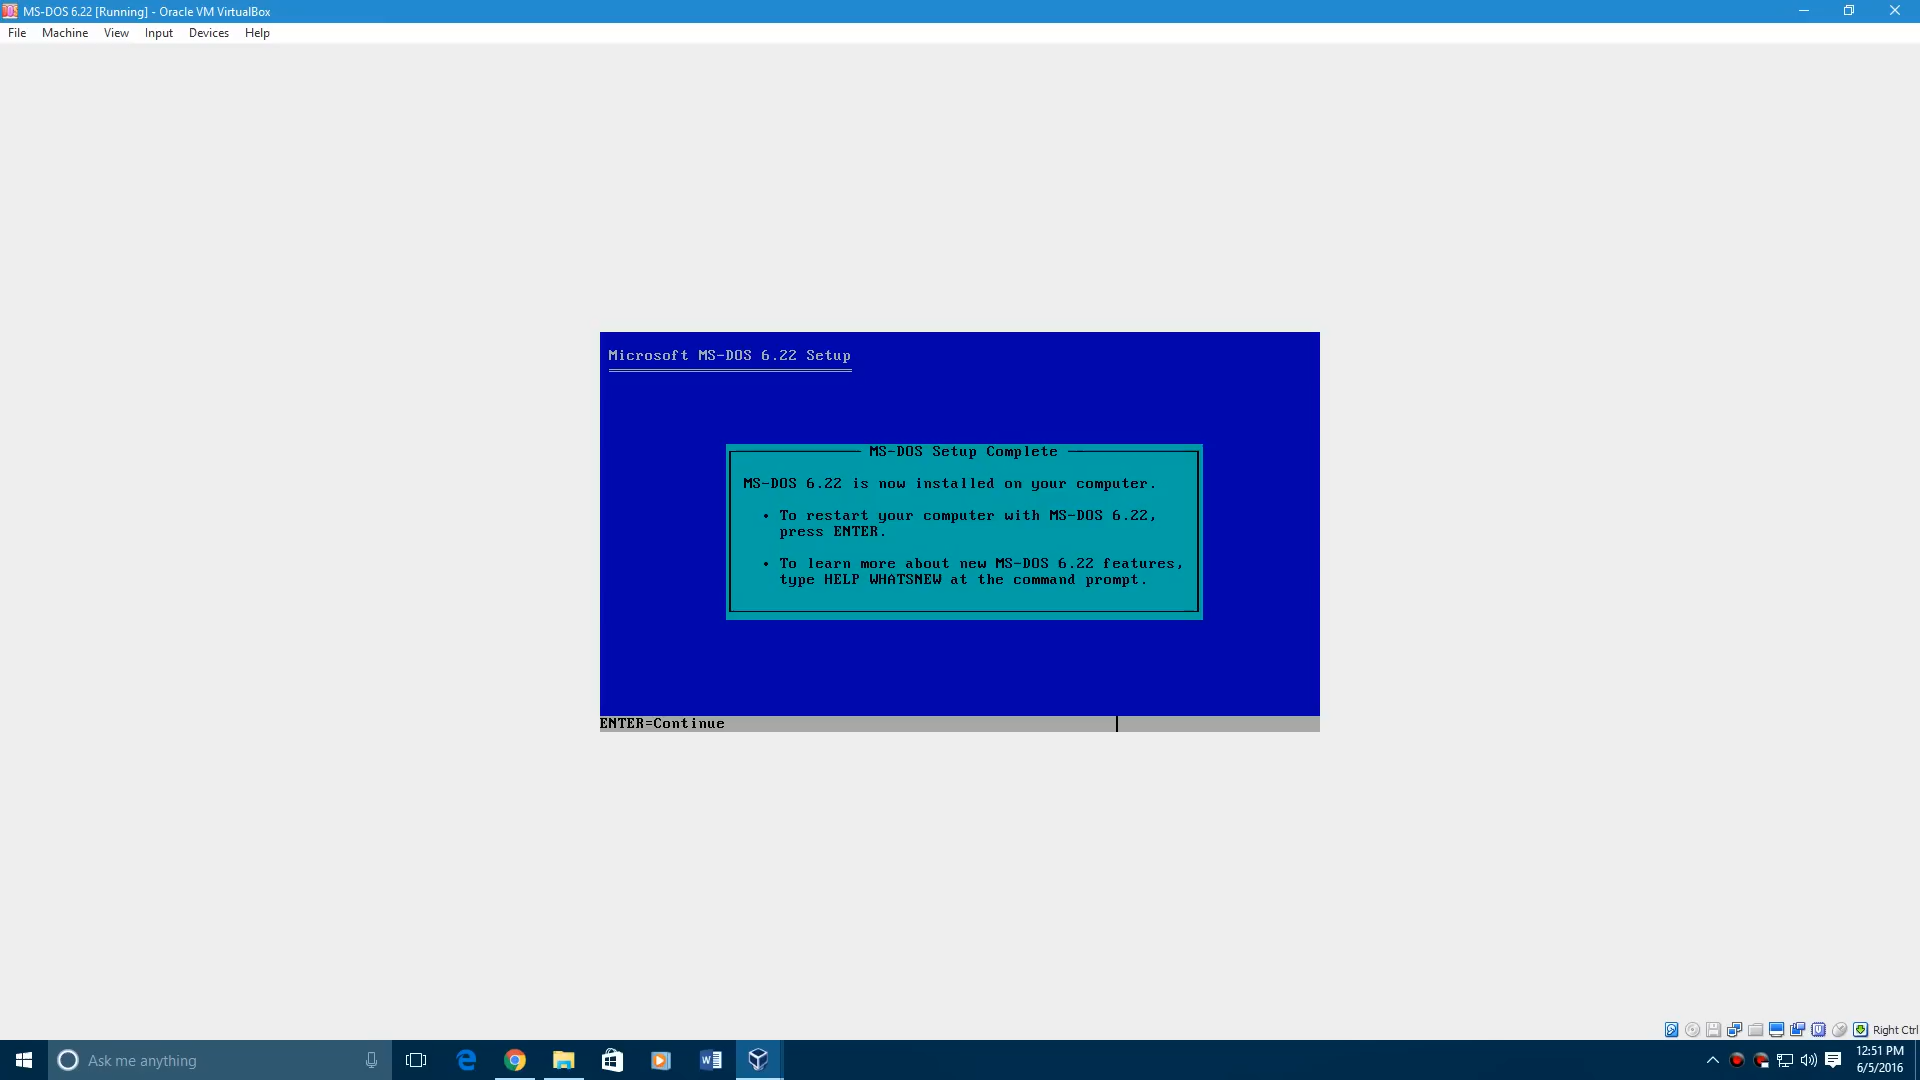 MS-DOS 6.22 [Running] - Oracle VM VirtualBox
File Machine View Input Devices Help
Microsoft MS-DOS 6.22 Setup
MS-DOS Setup Complete
MS-DOS 6.22 is now installed on your computer.
• To restart your computer with MS-DOS 6.22,
press ENTER.
• To learn more about new MS-DOS 6.22 features,
type HELP WHATSNEW at the command prompt.
ENTER=Continue
Right Ctrl
Ask me anything
12:51 PM
6/5/2016